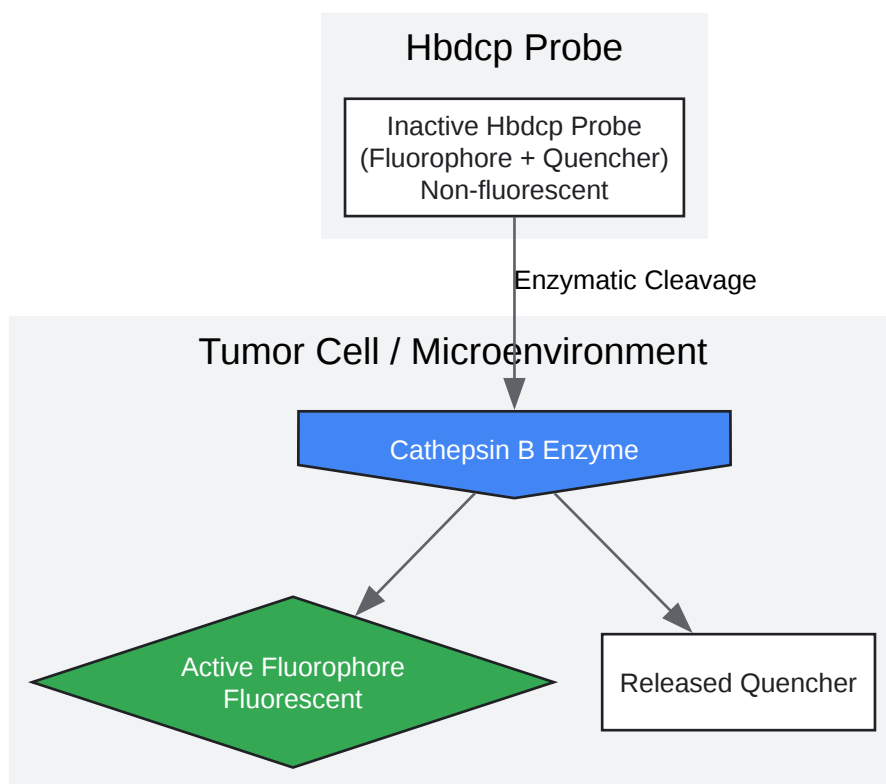 Hbdcp Probe
Inactive Hbdcp Probe
(Fluorophore + Quencher)
Non-fluorescent
Enzymatic Cleavage
Tumor Cell / Microenvironment
Cathepsin B Enzyme
Active Fluorophore
Fluorescent
Released Quencher